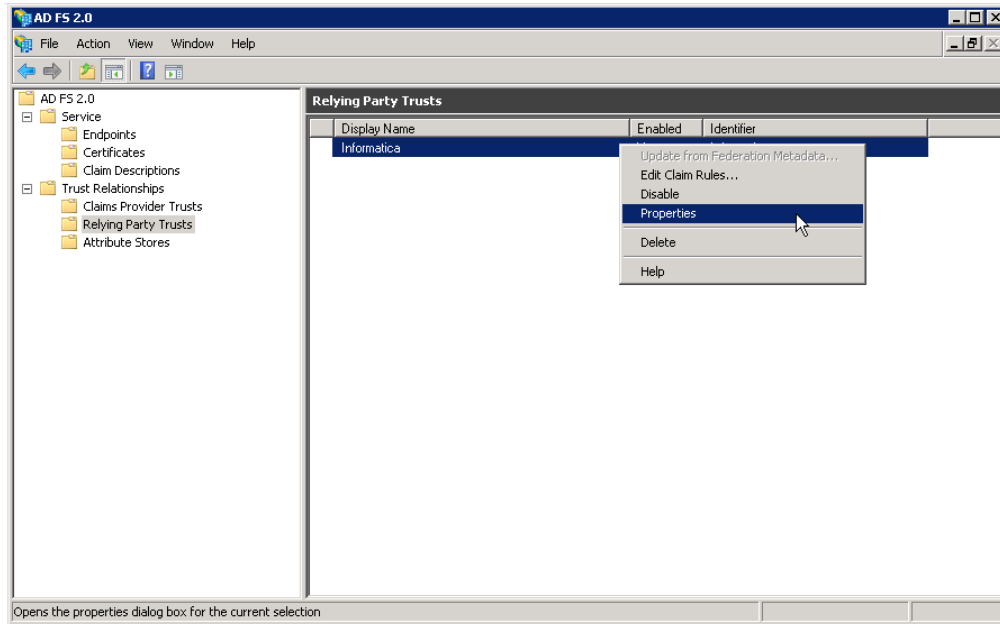 AD FS 2.0
File Action View Window Help
AD FS 2.0
Service
Endpoints
Certificates
Claim Descriptions
Trust Relationships
Claims Provider Trusts
Relying Party Trusts
Attribute Stores
Relying Party Trusts
Display Name Enabled Identifier
Informatica
Update from Federation Metadata...
Edit Claim Rules...
Disable
Properties
Delete
Help
Opens the properties dialog box for the current selection